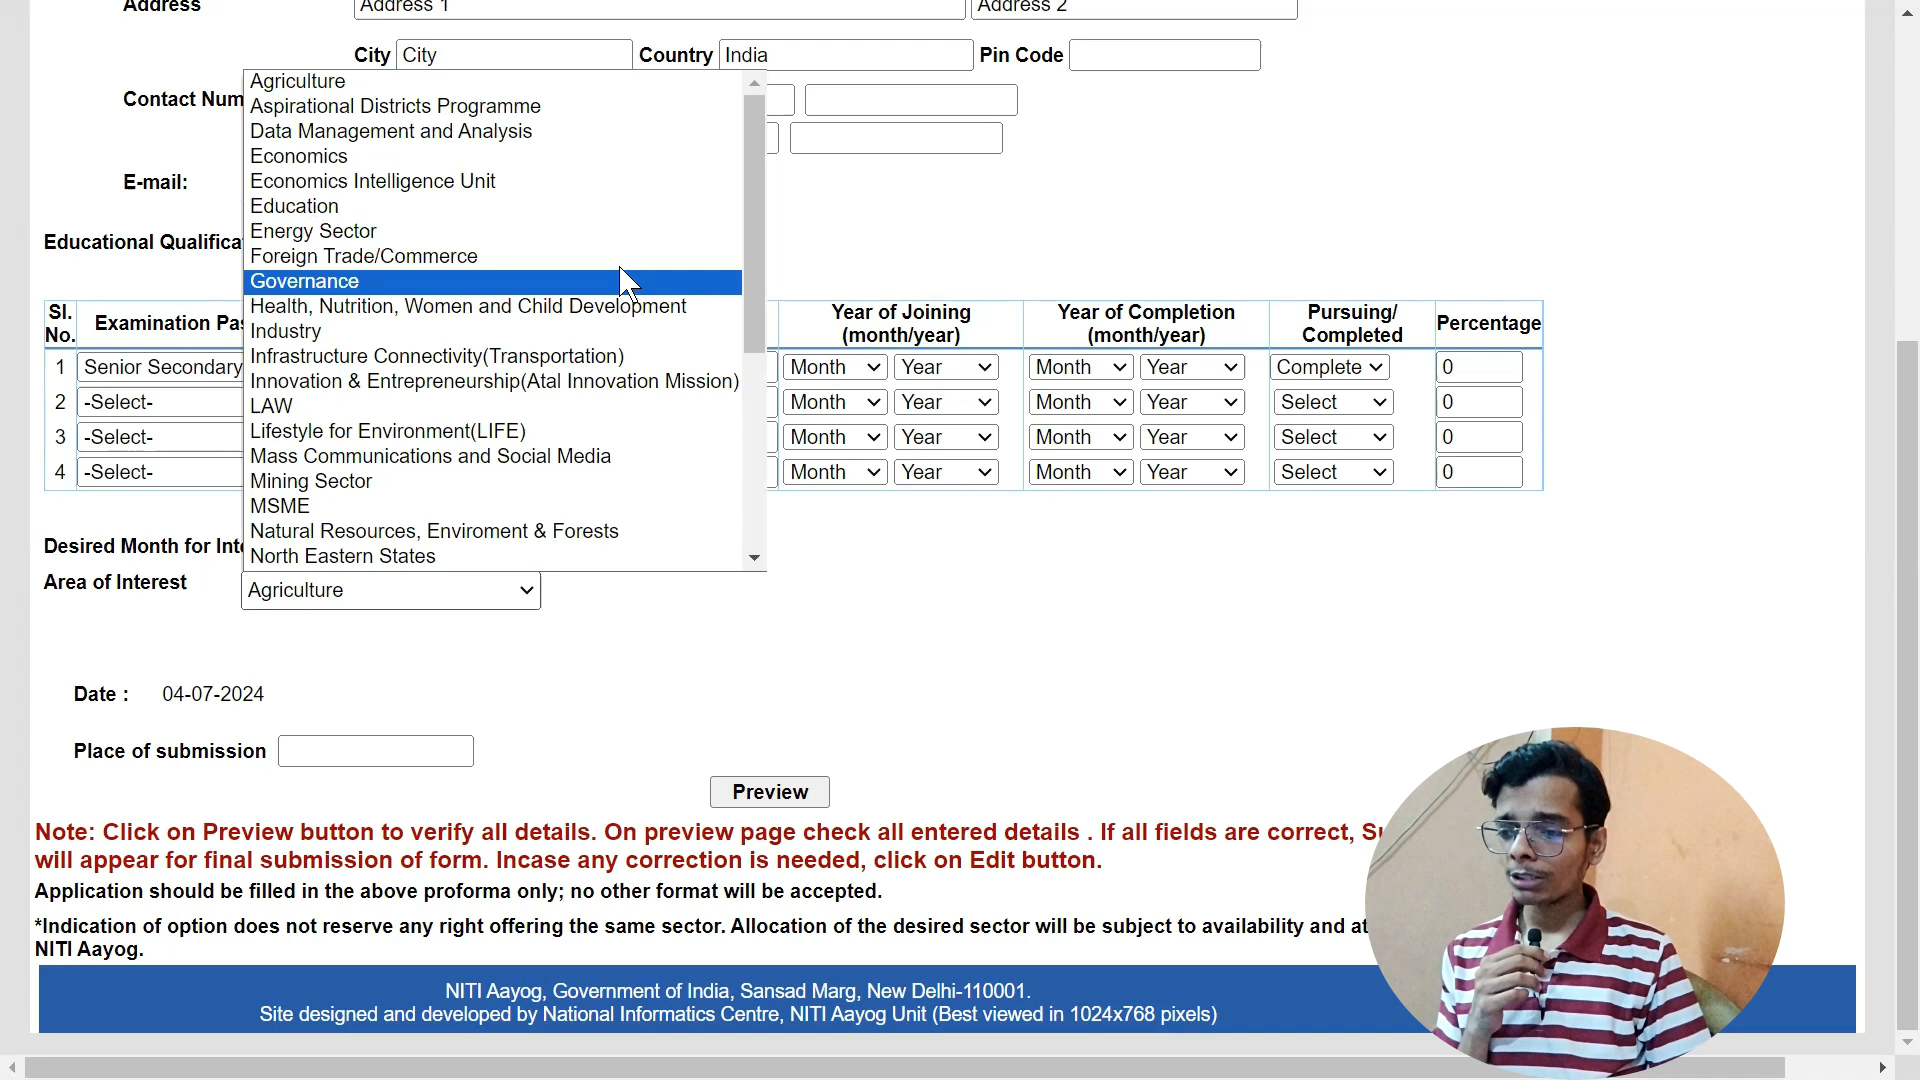 Address Address 1 Address 2
City City Country India Pin Code
Contact Num
E-mail:
Educational Qualifica
Agriculture
Aspirational Districts Programme
Data Management and Analysis
Economics
Economics Intelligence Unit
Education
Energy Sector
Foreign Trade/Commerce
Governance
Health, Nutrition, Women and Child Development
Industry
Infrastructure Connectivity(Transportation)
Innovation & Entrepreneurship(Atal Innovation Mission)
LAW
Lifestyle for Environment(LIFE)
Mass Communications and Social Media
Mining Sector
MSME
Natural Resources, Enviroment & Forests
North Eastern States
Sl. No. Examination Pas Year of Joining (month/year) Year of Completion (month/year) Pursuing/ Completed Percentage
1 Senior Secondary Month Year Month Year Complete 0
2 -Select- Month Year Month Year Select 0
3 -Select- Month Year Month Year Select 0
4 -Select- Month Year Month Year Select 0
Desired Month for Inte
Area of Interest Agriculture
Date : 04-07-2024
Place of submission
Preview
Note: Click on Preview button to verify all details. On preview page check all entered details . If all fields are correct, Su
will appear for final submission of form. Incase any correction is needed, click on Edit button.
Application should be filled in the above proforma only; no other format will be accepted.
*Indication of option does not reserve any right offering the same sector. Allocation of the desired sector will be subject to availability and at
NITI Aayog.
NITI Aayog, Government of India, Sansad Marg, New Delhi-110001.
Site designed and developed by National Informatics Centre, NITI Aayog Unit (Best viewed in 1024x768 pixels)